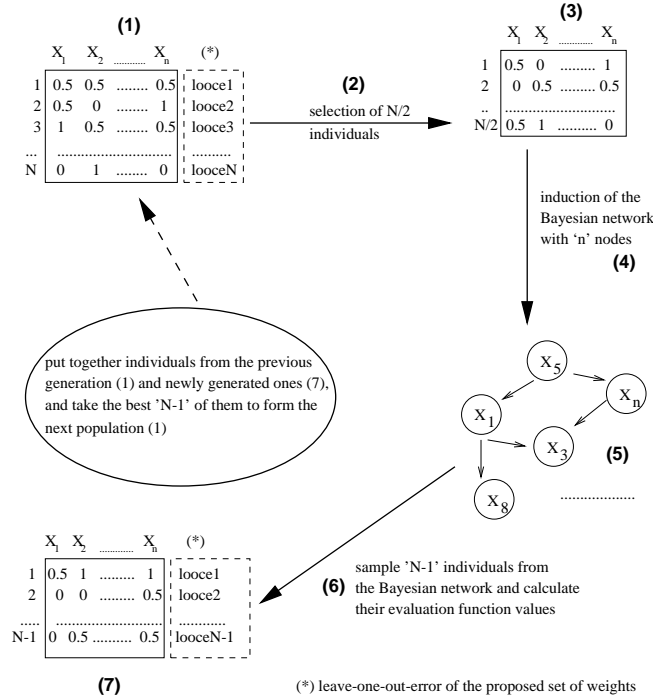 (1)
X1 X2 ............ Xn (*)
1 0.5 0.5 ........ 0.5 looce1
2 0.5 0 ........ 1 looce2
3 1 0.5 ........ 0.5 looce3
... .......................................... ..........
N 0 1 ........ 0 looceN
(2)
selection of N/2
individuals
(3)
X1 X2 ............ Xn
1 0.5 0 ......... 1
2 0 0.5 ........ 0.5
.. ..........................................
N/2 0.5 1 ......... 0
induction of the
Bayesian network
with ‘n’ nodes
(4)
put together individuals from the previous
generation (1) and newly generated ones (7),
and take the best ’N-1’ of them to form the
next population (1)
X5
Xn
X1
X3
(5)
X8
...................
X1 X2 ............ Xn (*)
1 0.5 1 ......... 1 looce1
2 0 0 ......... 0.5 looce2
..... .......................................... ............
N-1 0 0.5 ......... 0.5 looceN-1
(6)
sample ’N-1’ individuals from
the Bayesian network and calculate
their evaluation function values
(7)
(*) leave-one-out-error of the proposed set of weights